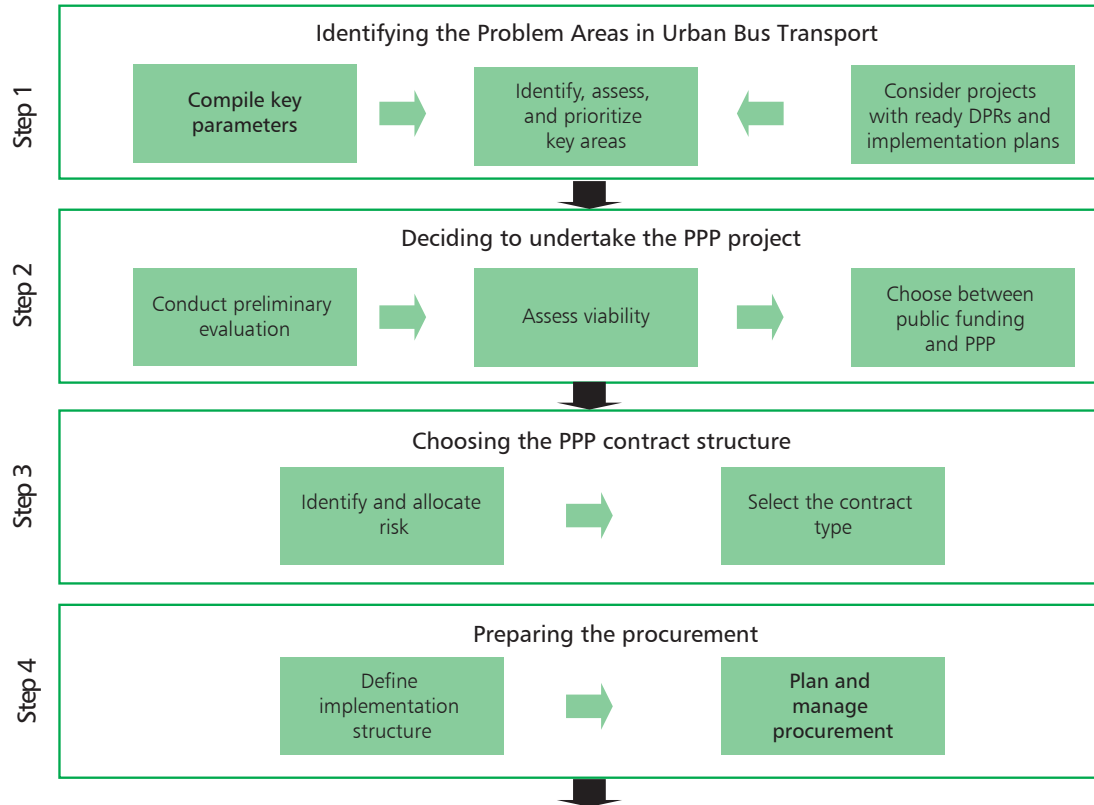 Step 1
Identifying the Problem Areas in Urban Bus Transport
Compile key
parameters
Identify, assess,
and prioritize
key areas
Consider projects
with ready DPRs and
implementation plans
Step 2
Deciding to undertake the PPP project
Conduct preliminary
evaluation
Assess viability
Choose between
public funding
and PPP
Step 3
Choosing the PPP contract structure
Identify and allocate
risk
Select the contract
type
Step 4
Preparing the procurement
Define
implementation
structure
Plan and
manage
procurement